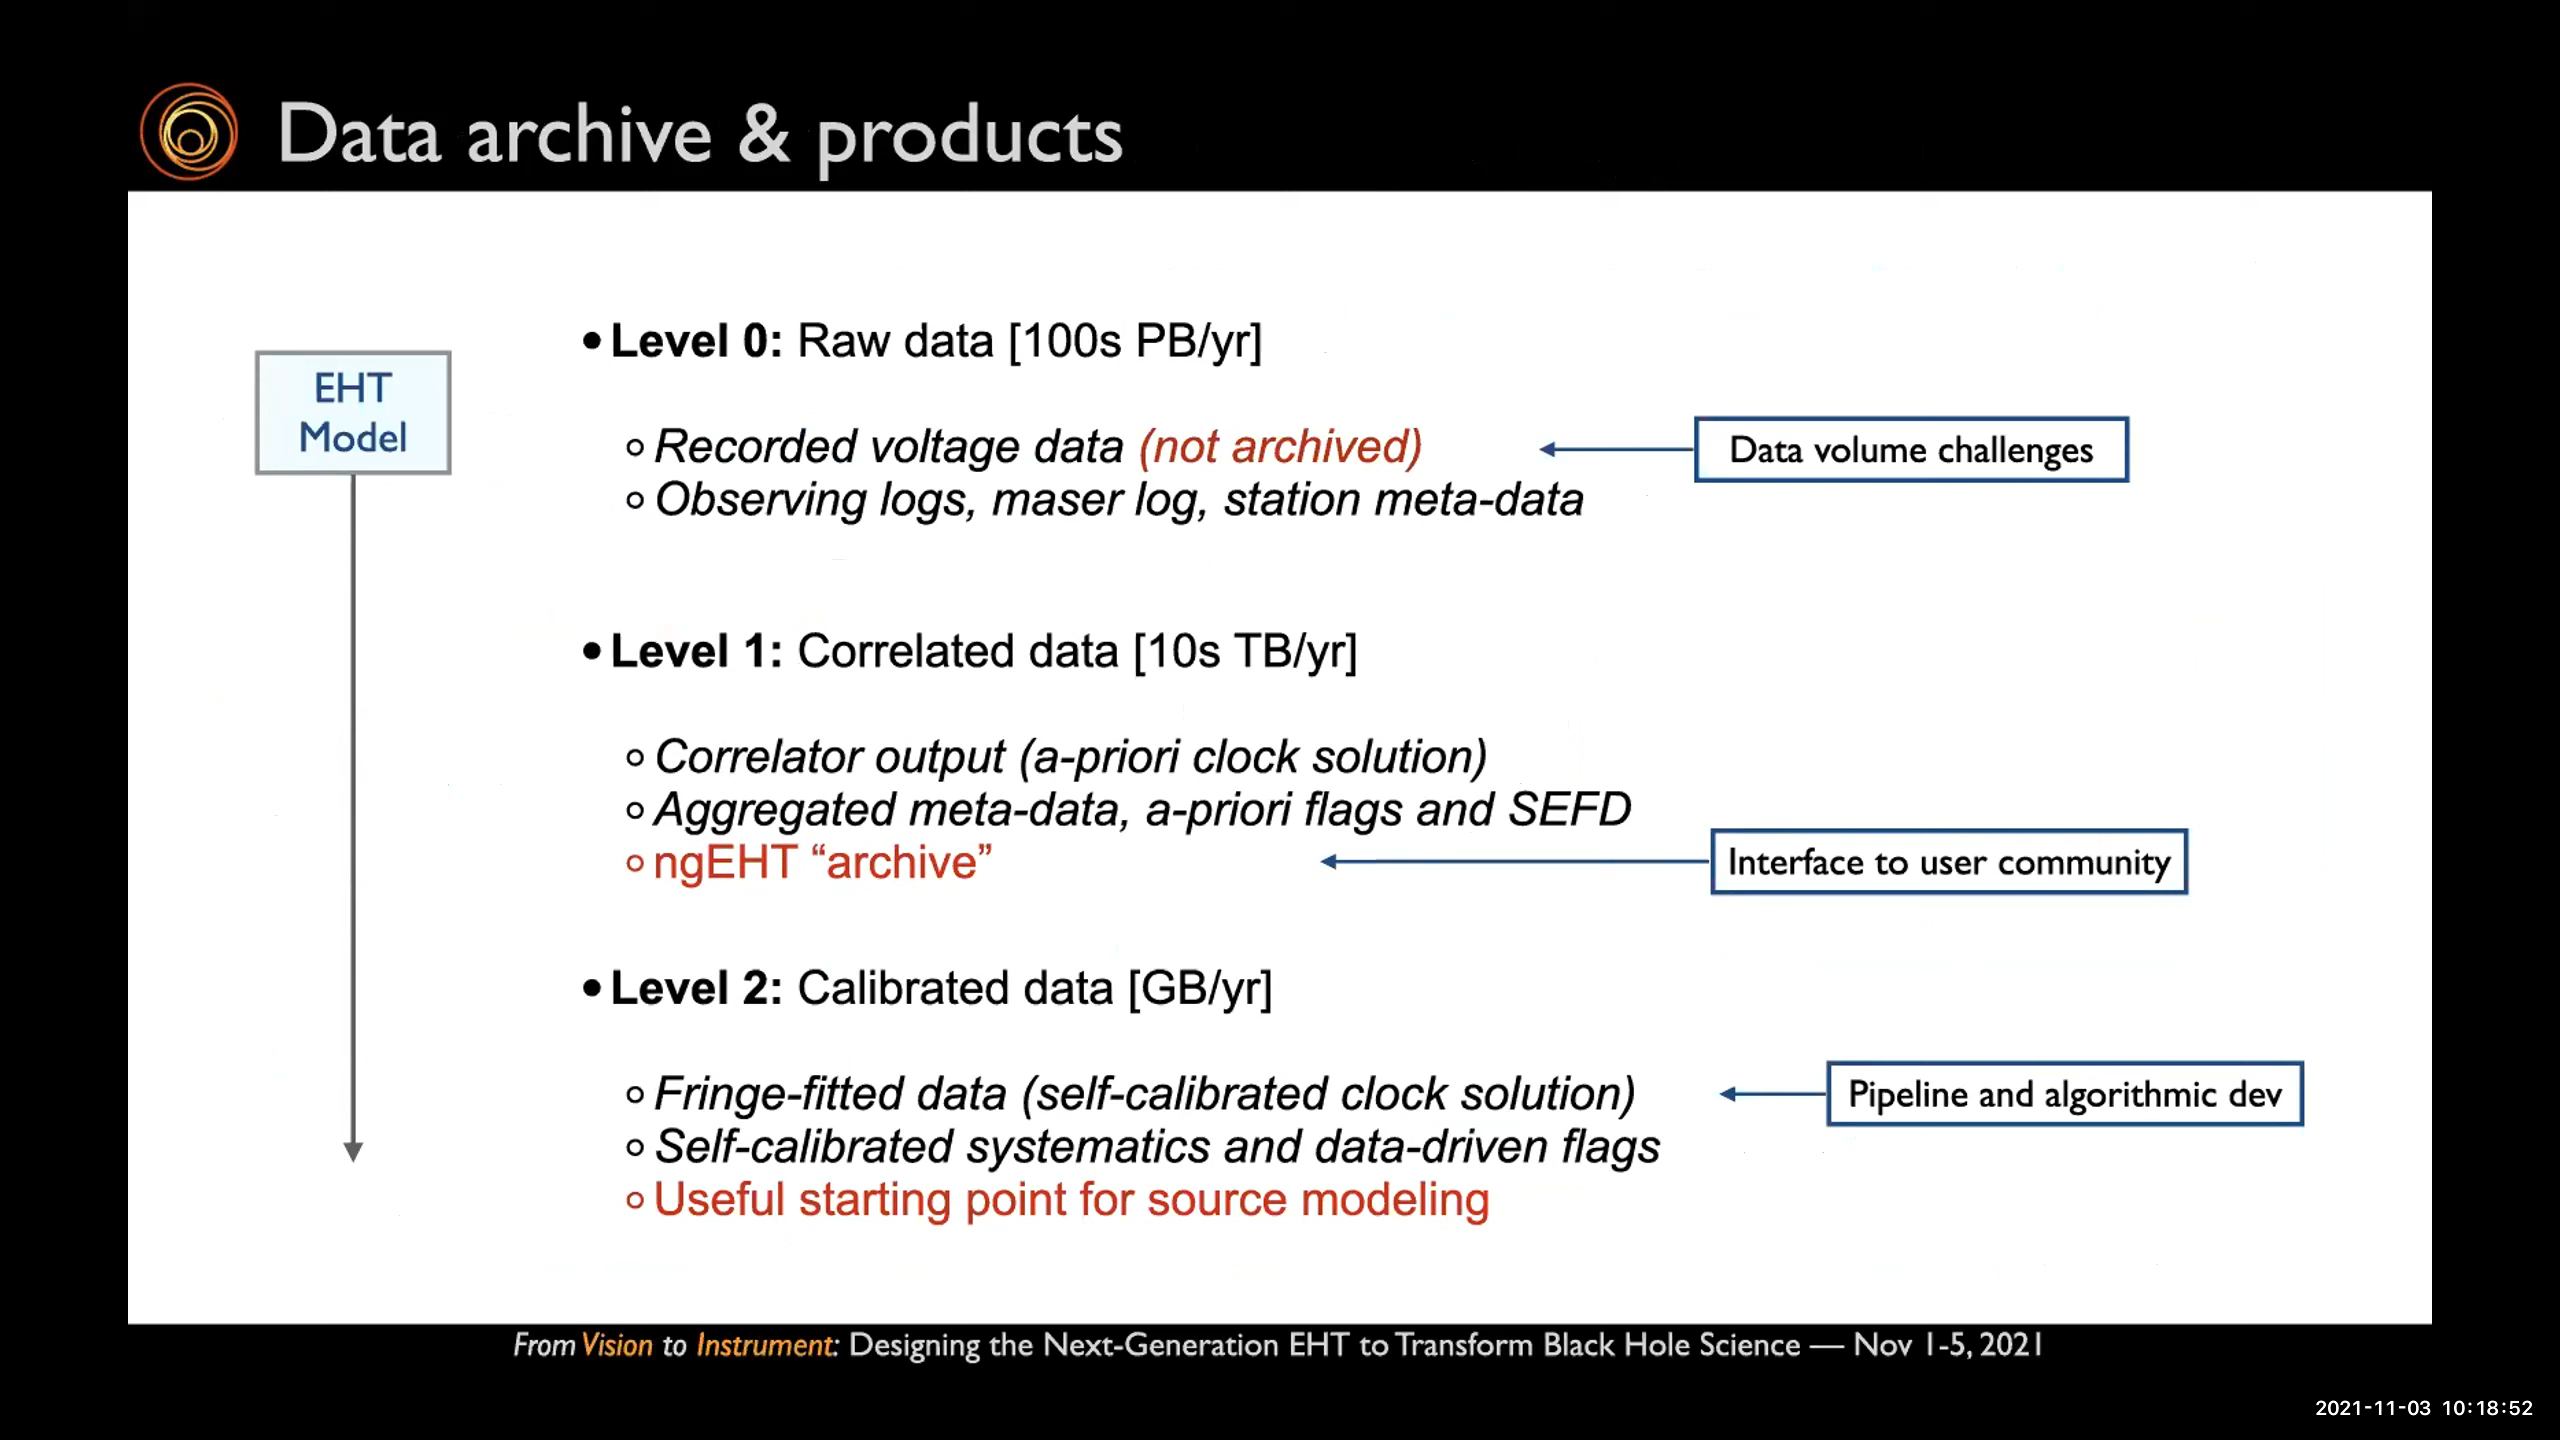 Data archive & products
EHT
Model
• Level 0: Raw data [100s PB/yr]
○ Recorded voltage data (not archived)
Data volume challenges
○ Observing logs, maser log, station meta-data
• Level 1: Correlated data [10s TB/yr]
○ Correlator output (a-priori clock solution)
○ Aggregated meta-data, a-priori flags and SEFD
○ ngEHT “archive”
Interface to user community
• Level 2: Calibrated data [GB/yr]
○ Fringe-fitted data (self-calibrated clock solution)
Pipeline and algorithmic dev
○ Self-calibrated systematics and data-driven flags
○ Useful starting point for source modeling
From Vision to Instrument: Designing the Next-Generation EHT to Transform Black Hole Science — Nov 1-5, 2021
2021-11-03 10:18:52